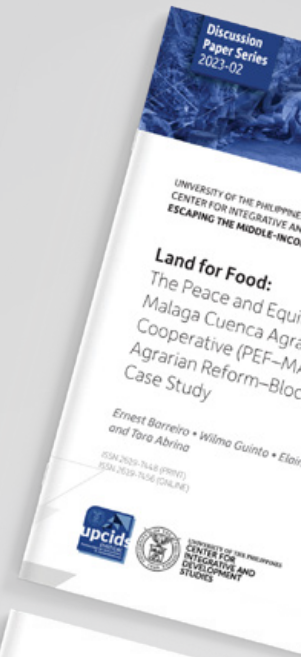 Discussion
Paper Series
2023-02
UNIVERSITY OF THE PHILIPPINES
CENTER FOR INTEGRATIVE AN
ESCAPING THE MIDDLE-INCO
Land for Food:
The Peace and Equi
Malaga Cuenca Agra
Cooperative (PEF–MA
Agrarian Reform–Bloc
Case Study
Ernest Barreiro • Wilma Guinto • Elain
and Tara Abrina
ISSN 2619-7448 (PRINT)
ISSN 2619-7456 (ONLINE)
upcids
UNIVERSITY OF THE PHILIPPINES
CENTER FOR
INTEGRATIVE AND
DEVELOPMENT
STUDIES